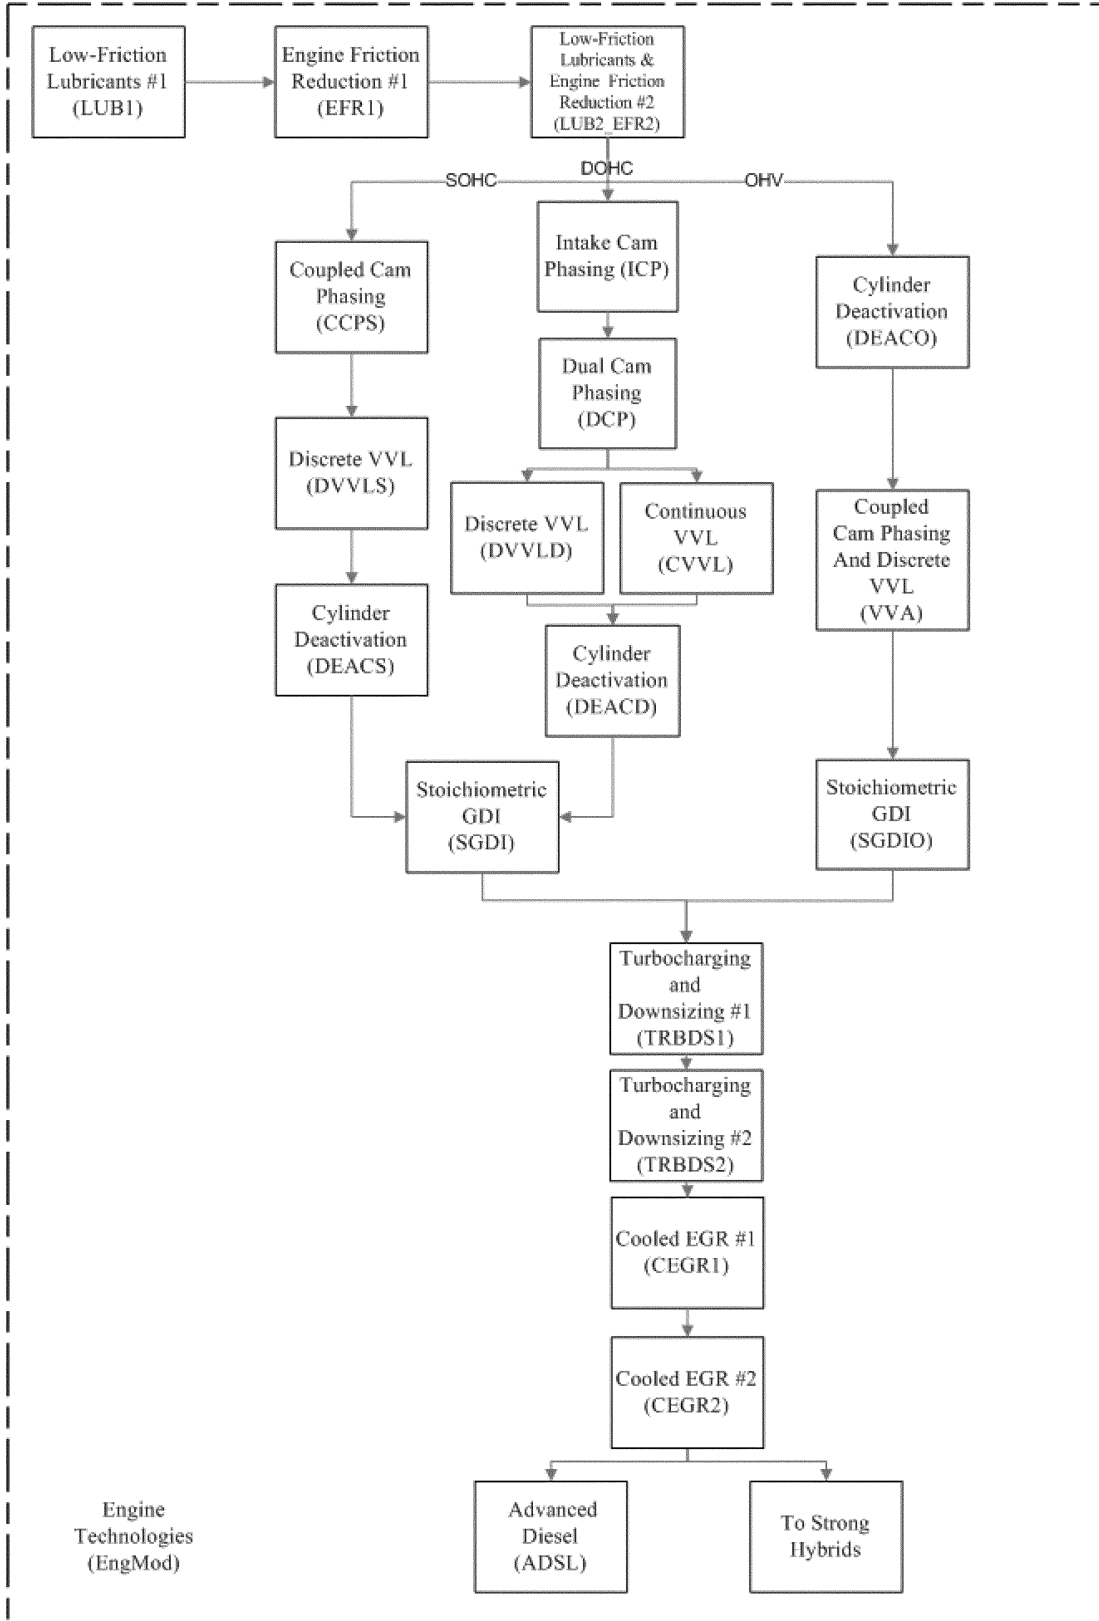 Low-Friction
Lubricants #1
(LUB1)
Engine Friction
Reduction #1
(EFR1)
Low-Friction
Lubricants &
Engine Friction
Reduction #2
(LUB2_EFR2)
SOHC
DOHC
OHV
Coupled Cam
Phasing
(CCPS)
Intake Cam
Phasing (ICP)
Cylinder
Deactivation
(DEACO)
Dual Cam
Phasing
(DCP)
Discrete VVL
(DVVLS)
Discrete VVL
(DVVLD)
Continuous
VVL
(CVVL)
Coupled
Cam Phasing
And Discrete
VVL
(VVA)
Cylinder
Deactivation
(DEACS)
Cylinder
Deactivation
(DEACD)
Stoichiometric
GDI
(SGDI)
Stoichiometric
GDI
(SGDIO)
Turbocharging
and
Downsizing #1
(TRBDS1)
Turbocharging
and
Downsizing #2
(TRBDS2)
Cooled EGR #1
(CEGR1)
Cooled EGR #2
(CEGR2)
Advanced
Diesel
(ADSL)
To Strong
Hybrids
Engine
Technologies
(EngMod)